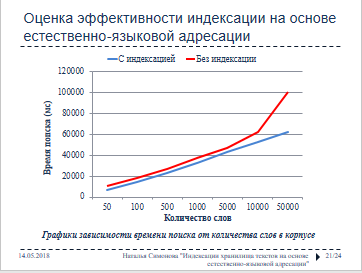 Оценка эффективности индексации на основе
естественно-языковой адресации
С индексацией Без индексации
120000
100000
80000
60000
40000
20000
0
Время поиска (мс)
50 100 500 1000 5000 10000 50000
Количество слов
Графики зависимости времени поиска от количества слов в корпусе
14.05.2018
Наталья Симонова "Индексация хранилища текстов на основе
естественно-языковой адресации"
21/24